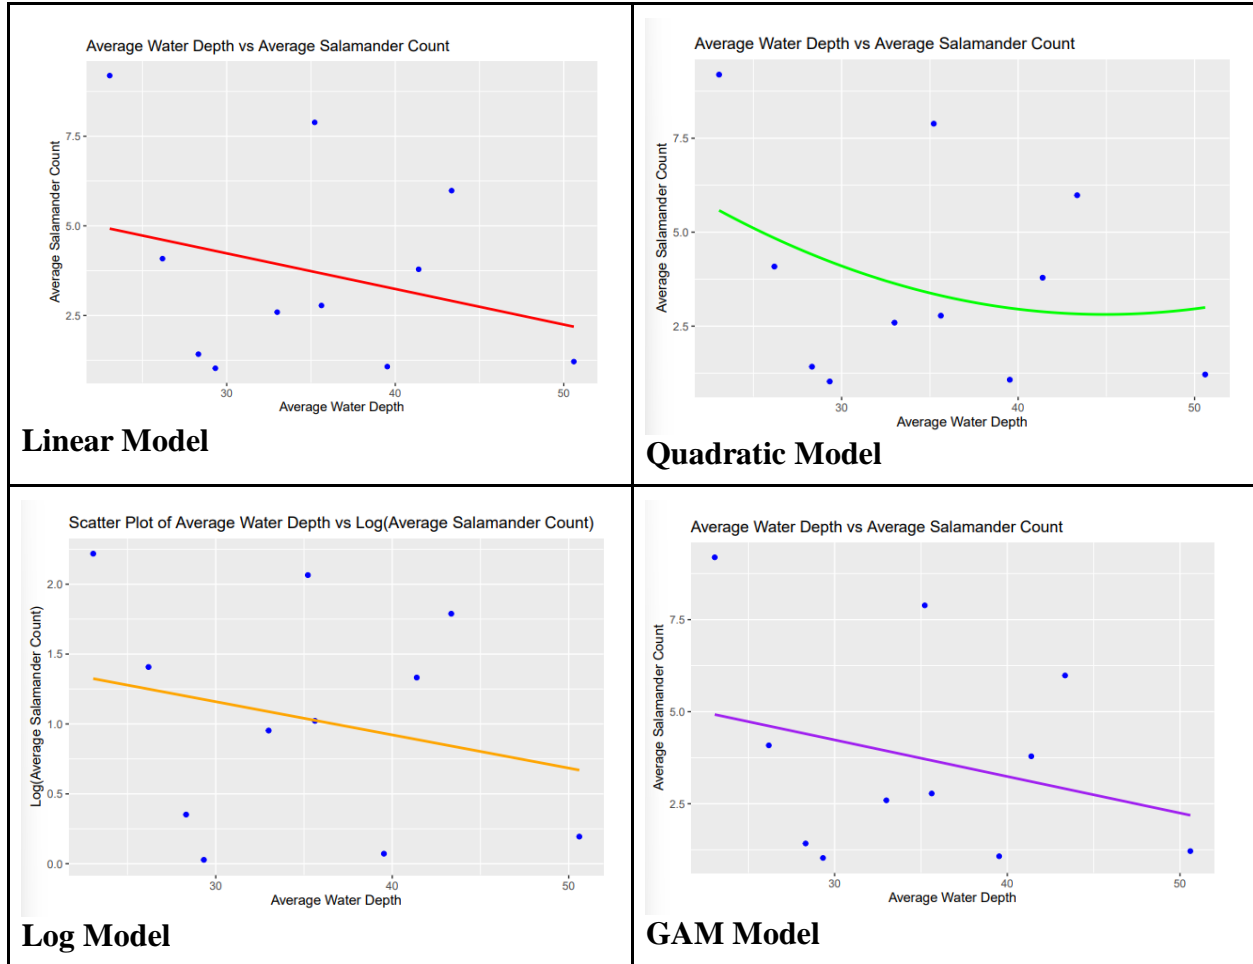 Average Water Depth vs Average Salamander Count
Average Salamander Count
7.5
5.0
2.5
30 40 50
Average Water Depth
Linear Model
Average Water Depth vs Average Salamander Count
Average Salamander Count
7.5
5.0
2.5
30 40 50
Average Water Depth
Quadratic Model
Scatter Plot of Average Water Depth vs Log(Average Salamander Count)
Log(Average Salamander Count)
2.0
1.5
1.0
0.5
0.0
30 40 50
Average Water Depth
Log Model
Average Water Depth vs Average Salamander Count
Average Salamander Count
7.5
5.0
2.5
30 40 50
Average Water Depth
GAM Model